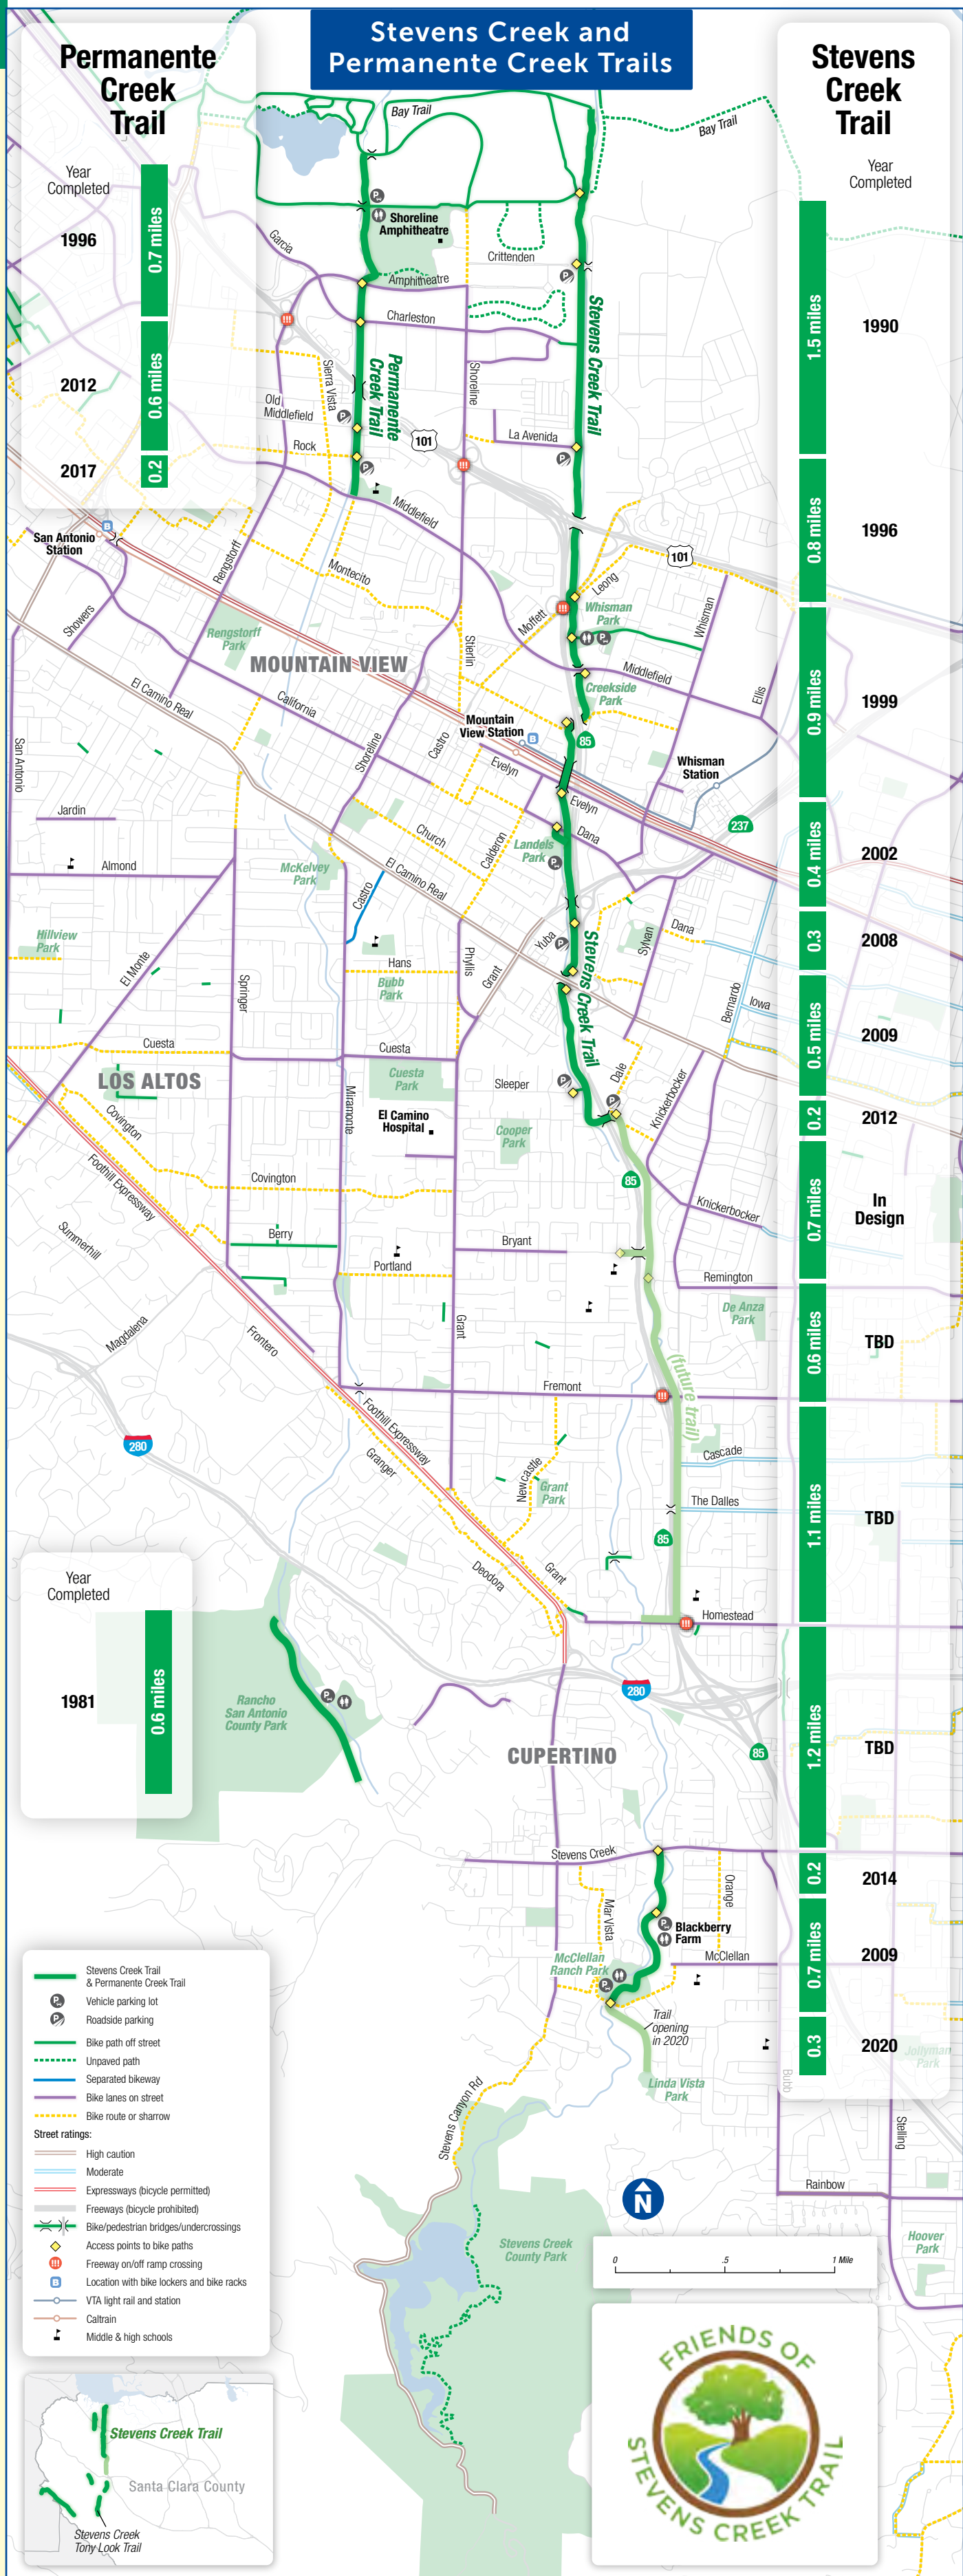 Stevens Creek and
Permanente Creek Trails
Permanente
Creek
Trail
Year
Completed
1996
0.7 miles
2012
0.6 miles
2017
0.2
Stevens
Creek
Trail
Year
Completed
1.5 miles
1990
0.8 miles
1996
0.9 miles
1999
0.4 miles
2002
0.3
2008
0.5 miles
2009
0.2
2012
0.7 miles
In
Design
0.6 miles
TBD
1.1 miles
TBD
1.2 miles
TBD
0.2
2014
0.7 miles
2009
0.3
2020
Bay Trail
Bay Trail
Shoreline
Amphitheatre
Garcia
Crittenden
Amphitheatre
Charleston
Stevens Creek Trail
Permanente
Creek Trail
Sierra Vista
Shoreline
Old
Middlefield
Rock
101
La Avenida
Middlefield
San Antonio
Station
B
101
Rengstorff
Montecito
Leong
Moffett
Whisman
Park
Whisman
Showers
Rengstorff
Park
Stierlin
MOUNTAIN VIEW
Middlefield
El Camino Real
California
Creekside
Park
Ellis
Mountain
View Station
B
85
Castro
Shoreline
San Antonio
Evelyn
Whisman
Station
Evelyn
237
Jardin
Church
Calderon
Dana
Landels
Park
Almond
McKelvey
Park
El Camino Real
Castro
Hillview
Park
Yuba
Stevens Creek Trail
Sylvan
Dana
El Monte
Hans
Phyllis
Grant
Springer
Bubb
Park
Bernardo
Iowa
Cuesta
Cuesta
LOS ALTOS
Cuesta
Park
Sleeper
Dale
Knickerbocker
Covington
Miramonte
El Camino
Hospital
Cooper
Park
Foothill Expressway
85
Covington
Knickerbocker
Summerhill
Berry
Bryant
Portland
Remington
De Anza
Park
Magdalena
Frontero
Grant
(future trail)
Fremont
280
Foothill Expressway
Granger
Cascade
Newcastle
Grant
Park
The Dalles
85
Deodora
Grant
Homestead
Year
Completed
1981
0.6 miles
280
Rancho
San Antonio
County Park
CUPERTINO
85
Stevens Creek
Mar Vista
Orange
Blackberry
Farm
McClellan
Ranch Park
McClellan
Trail
opening
in 2020
Jollyman
Park
Linda Vista
Park
Bubb
Stevens Canyon Rd
Stelling
Rainbow
N
Stevens Creek
County Park
Hoover
Park
0
.5
1 Mile
Stevens Creek Trail
& Permanente Creek Trail
Vehicle parking lot
Roadside parking
Bike path off street
Unpaved path
Separated bikeway
Bike lanes on street
Bike route or sharrow
Street ratings:
High caution
Moderate
Expressways (bicycle permitted)
Freeways (bicycle prohibited)
Bike/pedestrian bridges/undercrossings
Access points to bike paths
Freeway on/off ramp crossing
B
Location with bike lockers and bike racks
VTA light rail and station
Caltrain
Middle & high schools
Stevens Creek Trail
Santa Clara County
Stevens Creek
Tony Look Trail
FRIENDS OF
STEVENS CREEK TRAIL